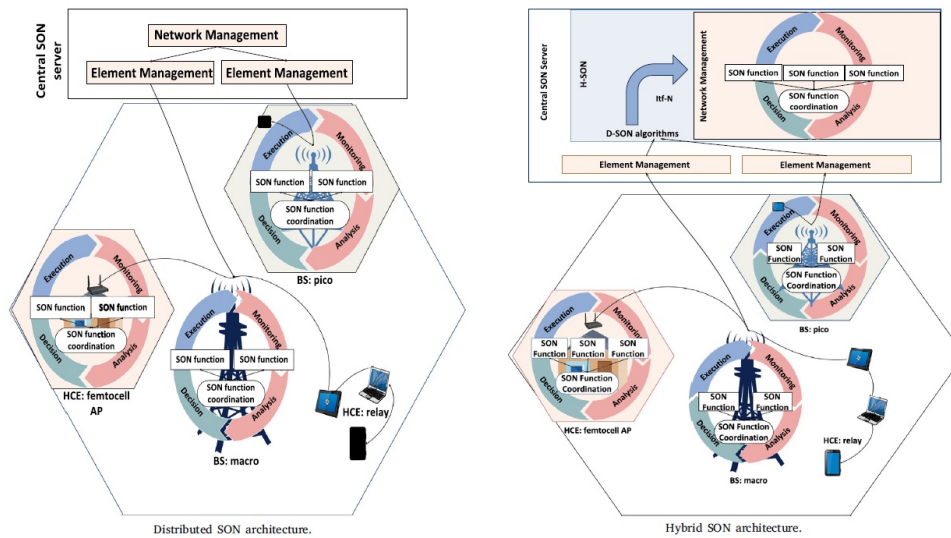 Central SON
server
Network Management
Element Management
Element Management
Execution
Monitoring
SON function
SON function
SON function
coordination
Decision
Analysis
BS: pico
Execution
Monitoring
SON function
SON function
SON function
coordination
Decision
Analysis
HCE: femtocell
AP
Execution
Monitoring
SON function
SON function
SON function
coordination
Decision
Analysis
BS: macro
HCE: relay
Distributed SON architecture.
Central SON Server
H-SON
Itf-N
D-SON algorithms
Network Management
Execution
Monitoring
SON function
SON function
SON function
SON function
coordination
Decision
Analysis
Element Management
Element Management
Execution
Monitoring
SON
Function
SON
Function
SON Function
Coordination
Decision
Analysis
BS: pico
Execution
Monitoring
SON
Function
SON
Function
SON
Function
SON Function
Coordination
Decision
Analysis
HCE: femtocell AP
Execution
Monitoring
SON
Function
SON
Function
SON Function
Coordination
Decision
Analysis
BS: macro
HCE: relay
Hybrid SON architecture.